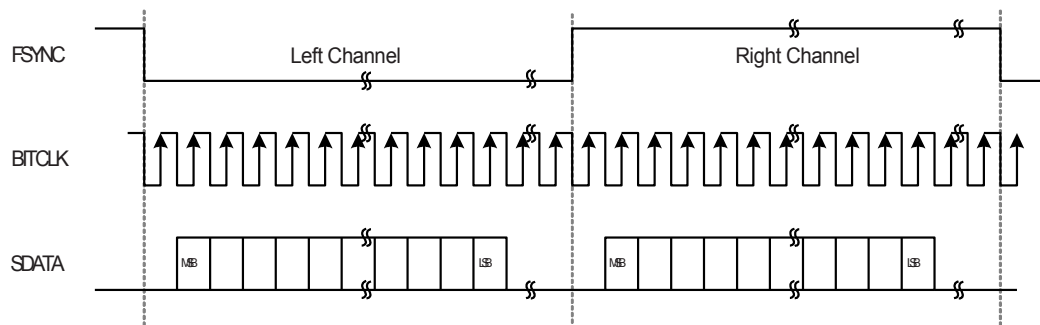 FSYNC
Left Channel
Right Channel
BITCLK
SDATA
MSB
LSB
MSB
LSB